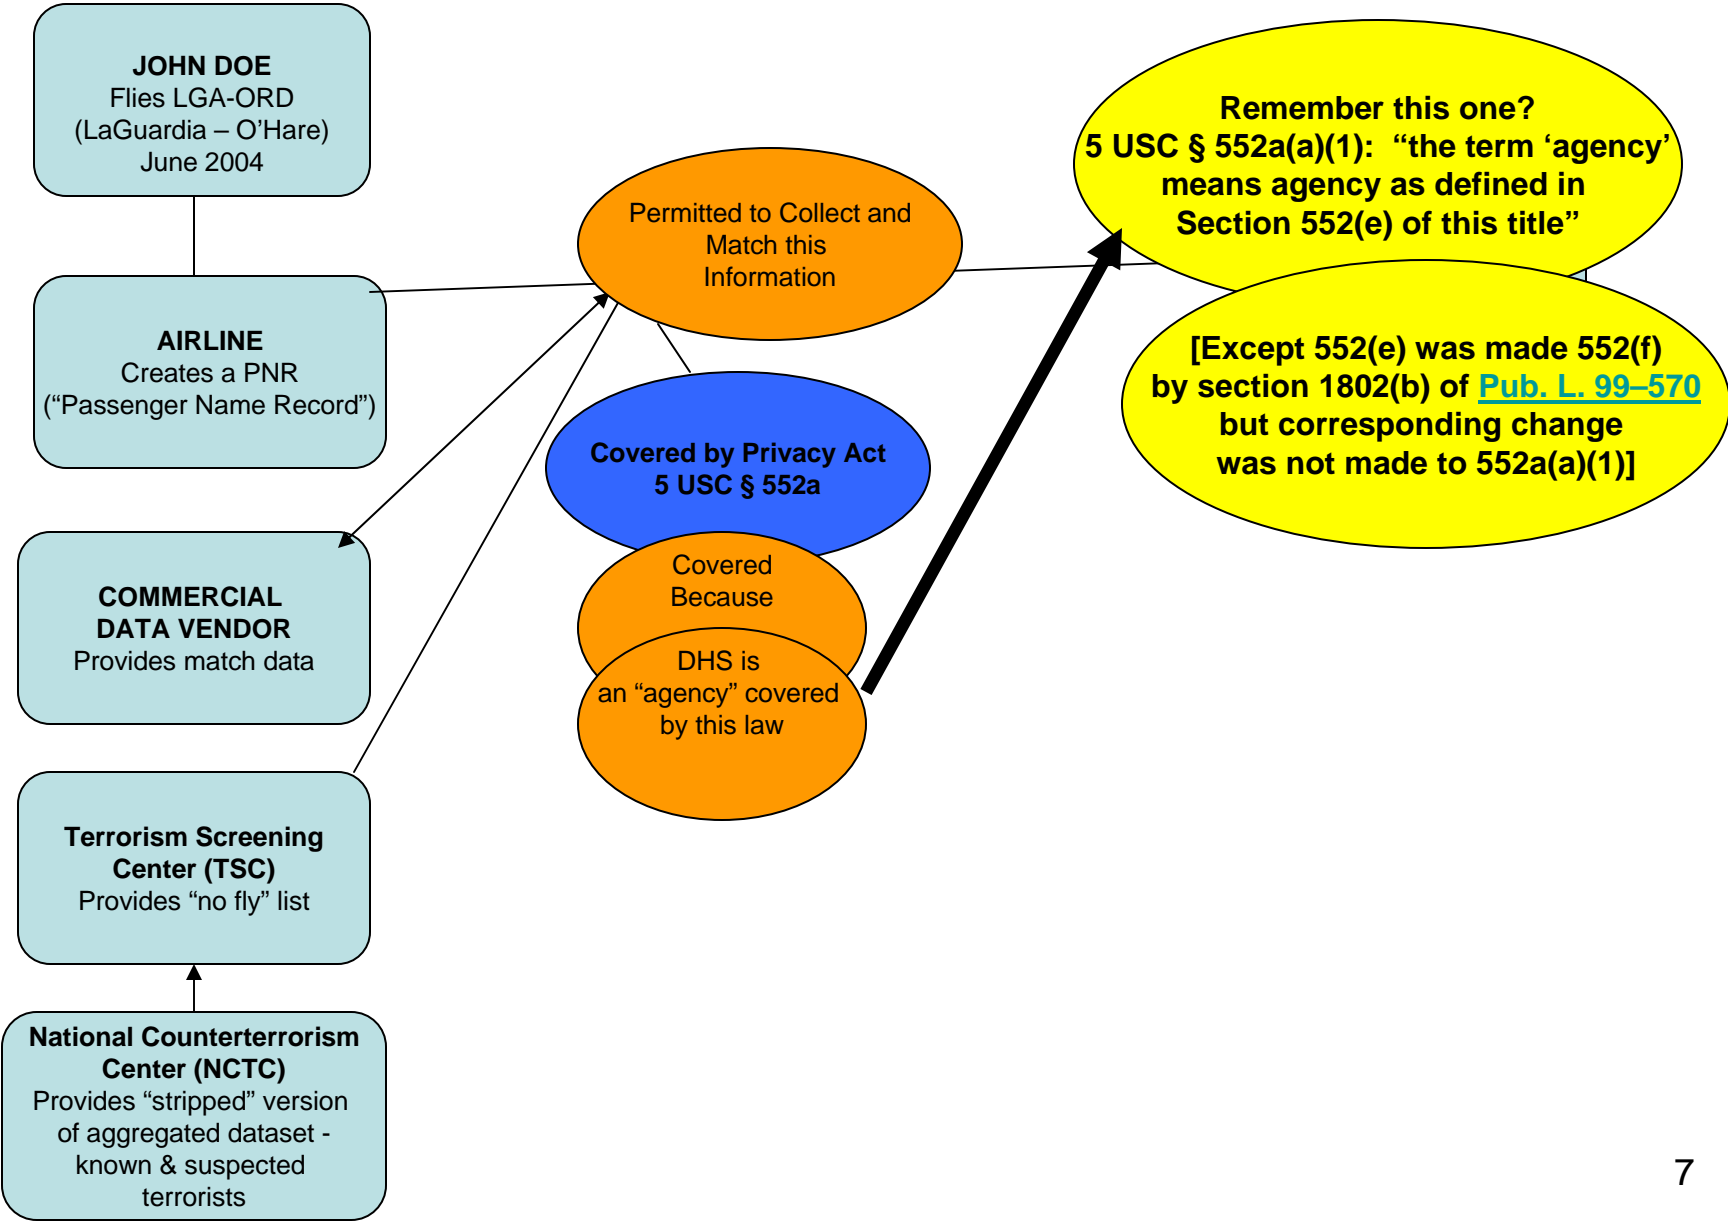 JOHN DOE
Flies LGA-ORD
(LaGuardia – O’Hare)
June 2004
AIRLINE
Creates a PNR
(“Passenger Name Record”)
COMMERCIAL
DATA VENDOR
Provides match data
Terrorism Screening
Center (TSC)
Provides “no fly” list
National Counterterrorism
Center (NCTC)
Provides “stripped” version
of aggregated dataset -
known & suspected
terrorists
Permitted to Collect and
Match this
Information
Covered by Privacy Act
5 USC § 552a
Covered
Because
DHS is
an “agency” covered
by this law
Remember this one?
5 USC § 552a(a)(1):  “the term ‘agency’
means agency as defined in
Section 552(e) of this title”
[Except 552(e) was made 552(f)
by section 1802(b) of Pub. L. 99–570
but corresponding change
was not made to 552a(a)(1)]
7